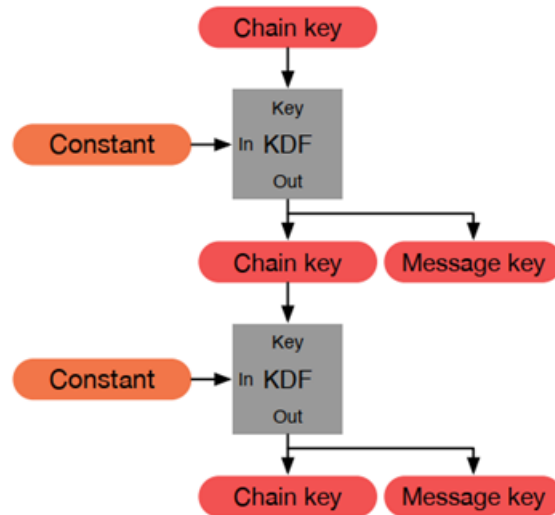 Chain key
Key
Constant
In KDF
Out
Chain key
Message key
Key
Constant
In KDF
Out
Chain key
Message key